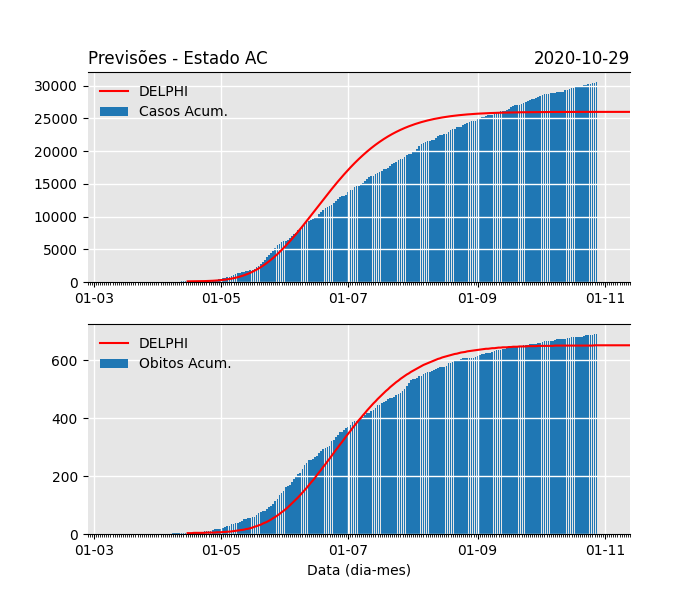 Previsões - Estado AC 2020-10-29
DELPHI
Casos Acum.
30000
25000
20000
15000
10000
5000
0
01-03 01-05 01-07 01-09 01-11
DELPHI
Obitos Acum.
600
400
200
0
01-03 01-05 01-07 01-09 01-11
Data (dia-mes)